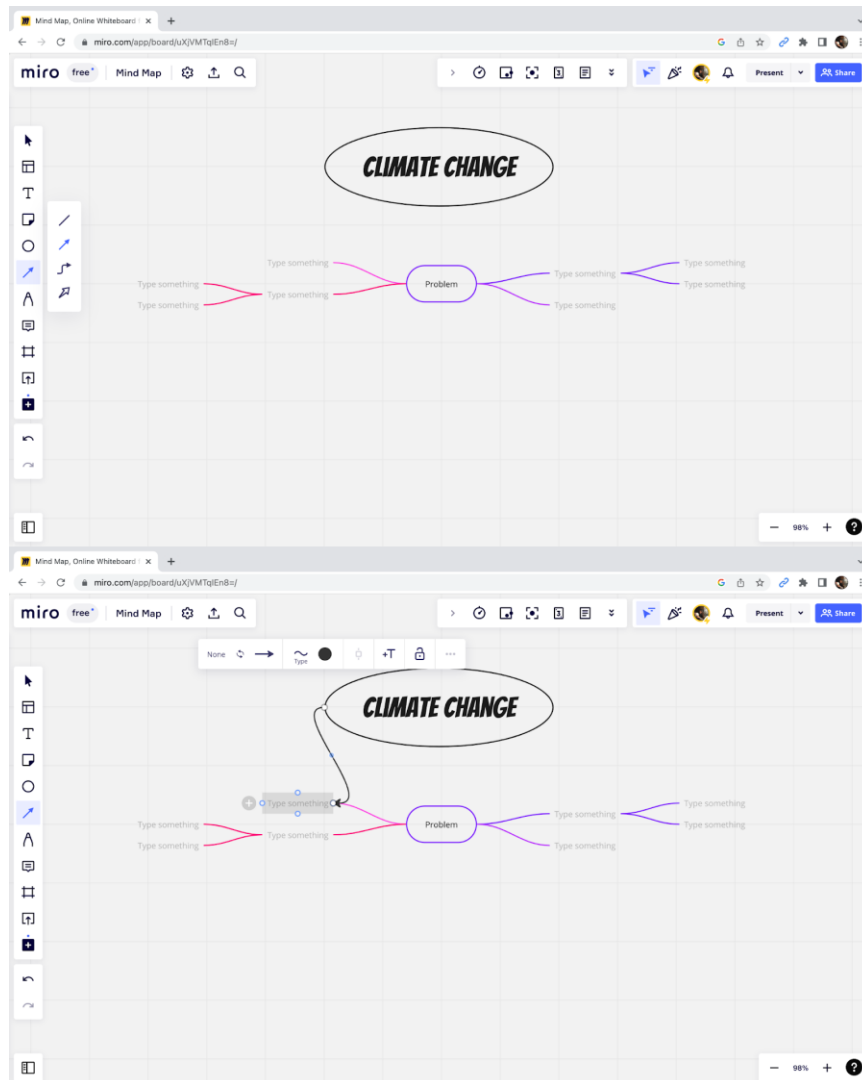 Mind Map, Online Whiteboard
miro.com/app/board/uXjVMTqIEn8=/
miro free Mind Map Present Share
CLIMATE CHANGE
Type something
Type something
Type something
Type something
Type something
Problem
Type something
Type something
Type something
98%
Mind Map, Online Whiteboard
miro.com/app/board/uXjVMTqIEn8=/
miro free Mind Map Present Share
None Type +T
CLIMATE CHANGE
Type something
Type something
Type something
Type something
Type something
Problem
Type something
Type something
Type something
98%